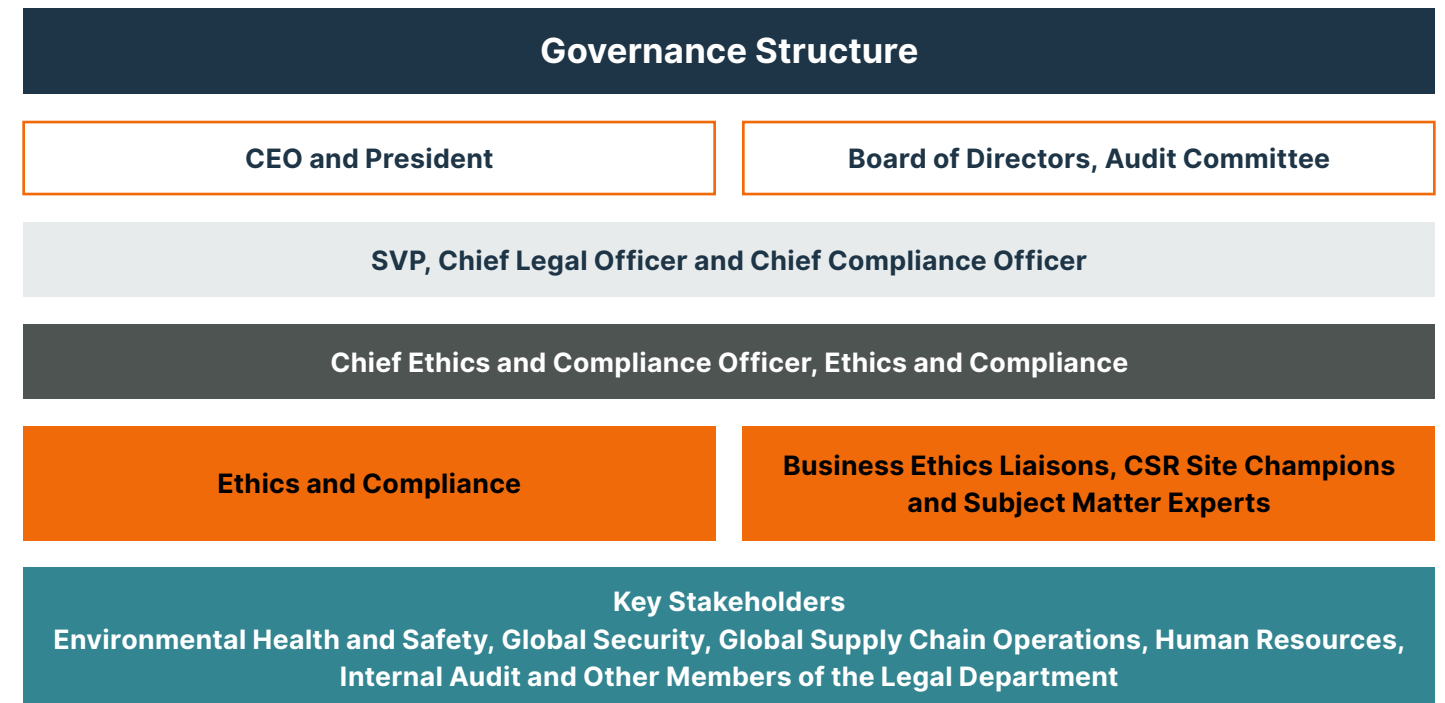 Governance Structure
CEO and President
Board of Directors, Audit Committee
SVP, Chief Legal Officer and Chief Compliance Officer
Chief Ethics and Compliance Officer, Ethics and Compliance
Ethics and Compliance
Business Ethics Liaisons, CSR Site Champions
and Subject Matter Experts
Key Stakeholders
Environmental Health and Safety, Global Security, Global Supply Chain Operations, Human Resources,
Internal Audit and Other Members of the Legal Department